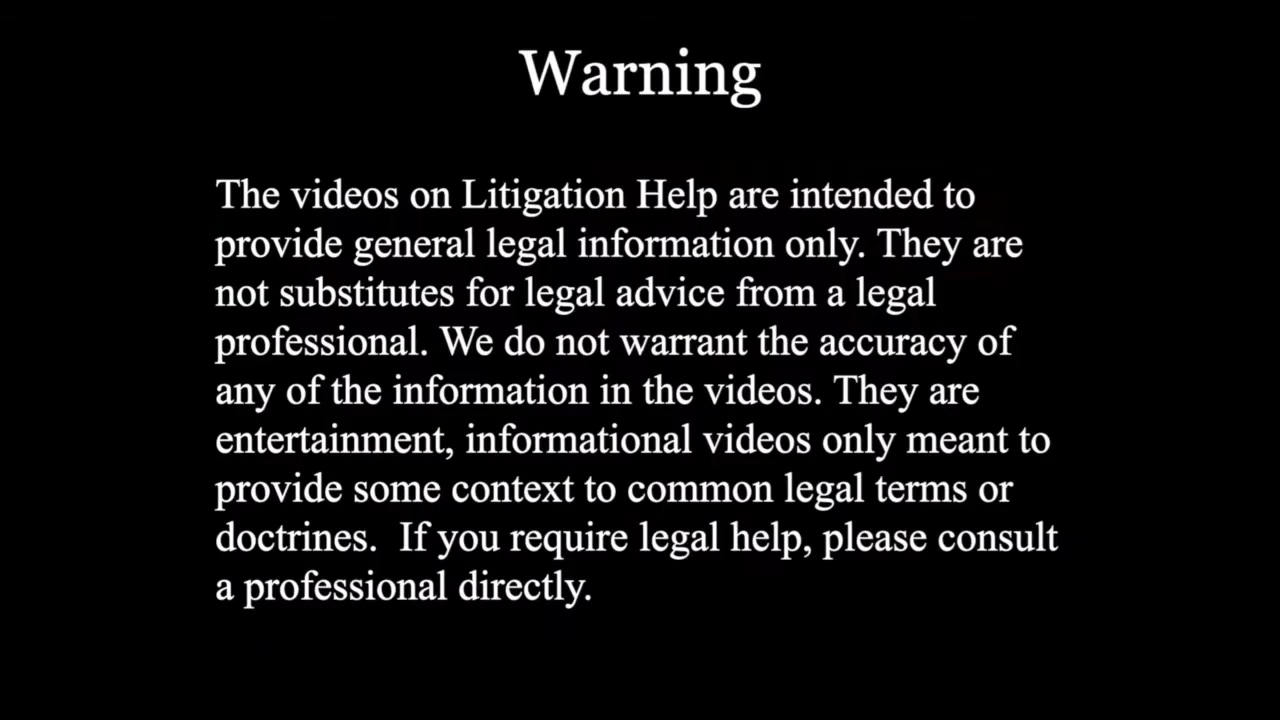 Warning
The videos on Litigation Help are intended to
provide general legal information only. They are
not substitutes for legal advice from a legal
professional. We do not warrant the accuracy of
any of the information in the videos. They are
entertainment, informational videos only meant to
provide some context to common legal terms or
doctrines.  If you require legal help, please consult
a professional directly.